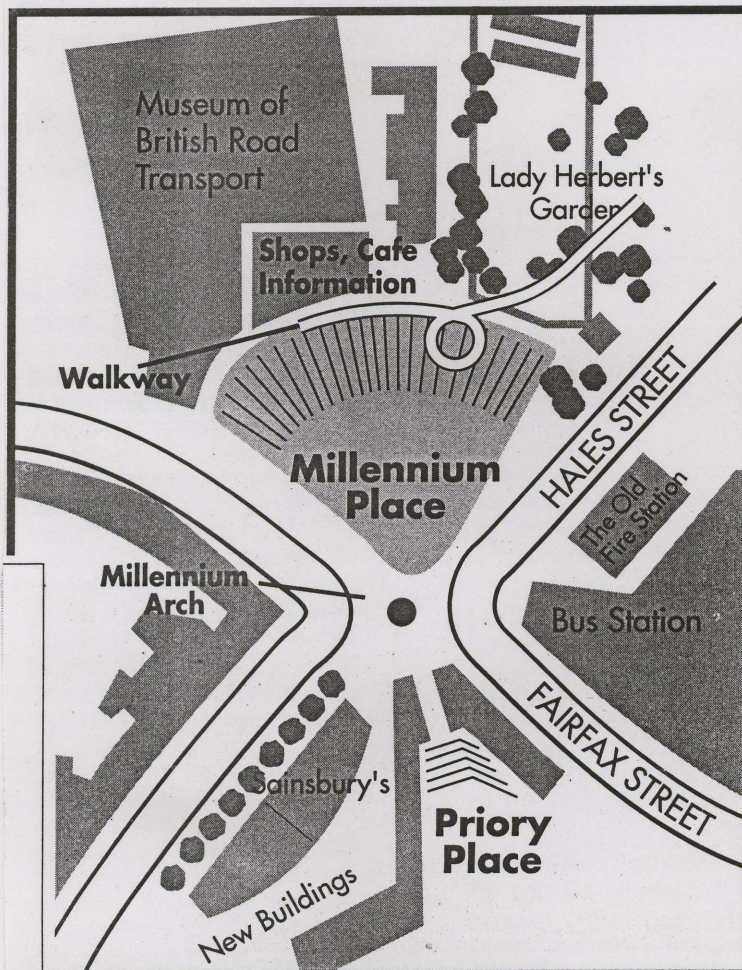 Museum of
British Road
Transport
Lady Herbert's
Garden
Shops, Cafe
Information
Walkway
Millennium
Place
HALES STREET
The Old
Fire Station
Millennium
Arch
Bus Station
FAIRFAX STREET
Sainsbury's
Priory
Place
New Buildings